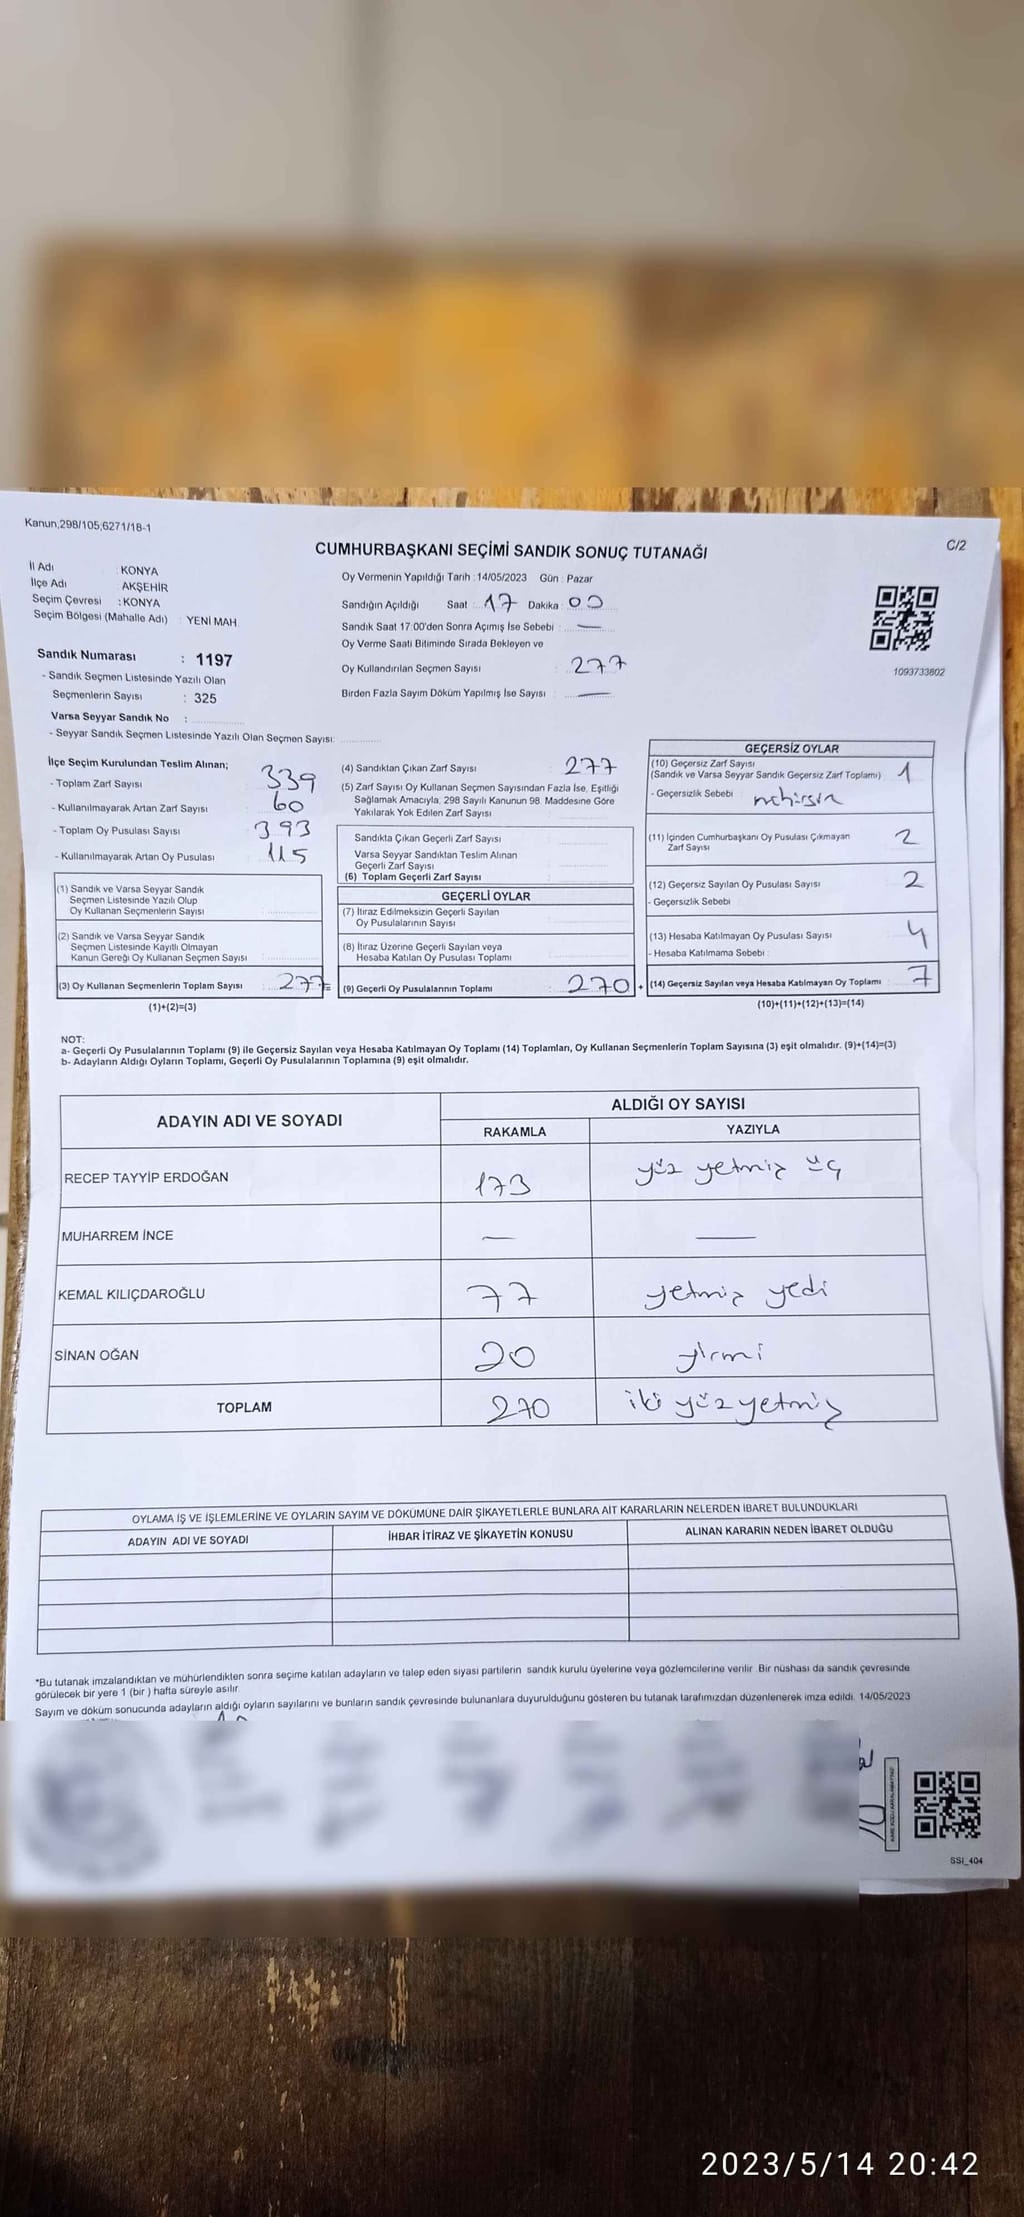 Kanun,298/105,6271/18-1
C/2
CUMHURBAŞKANI SEÇİMİ SANDIK SONUÇ TUTANAĞI
İl Adı : KONYA
İlçe Adı AKŞEHİR
Seçim Çevresi : KONYA
Seçim Bölgesi (Mahalle Adı) : YENİ MAH.
Oy Vermenin Yapıldığı Tarih : 14/05/2023 Gün : Pazar
Sandığın Açıldığı Saat : 17 Dakika : 00
Sandık Saat 17:00'den Sonra Açımış İse Sebebi : —
Oy Verme Saati Bitiminde Sırada Bekleyen ve
Oy Kullandırılan Seçmen Sayısı : 277
Birden Fazla Sayım Döküm Yapılmış İse Sayısı : —
1093733602
Sandık Numarası : 1197
- Sandık Seçmen Listesinde Yazılı Olan
Seçmenlerin Sayısı : 325
Varsa Seyyar Sandık No :
- Seyyar Sandık Seçmen Listesinde Yazılı Olan Seçmen Sayısı:
İlçe Seçim Kurulundan Teslim Alınan;
- Toplam Zarf Sayısı 339
- Kullanılmayarak Artan Zarf Sayısı 60
- Toplam Oy Pusulası Sayısı 393
- Kullanılmayarak Artan Oy Pusulası 115
(1) Sandık ve Varsa Seyyar Sandık
Seçmen Listesinde Yazılı Olup
Oy Kullanan Seçmenlerin Sayısı
(2) Sandık ve Varsa Seyyar Sandık
Seçmen Listesinde Kayıtlı Olmayan
Kanun Gereği Oy Kullanan Seçmen Sayısı
(3) Oy Kullanan Seçmenlerin Toplam Sayısı : 277 =
(1)+(2)=(3)
(4) Sandıktan Çıkan Zarf Sayısı : 277
(5) Zarf Sayısı Oy Kullanan Seçmen Sayısından Fazla İse, Eşitliği
Sağlamak Amacıyla, 298 Sayılı Kanunun 98. Maddesine Göre
Yakılarak Yok Edilen Zarf Sayısı
Sandıkta Çıkan Geçerli Zarf Sayısı
Varsa Seyyar Sandıktan Teslim Alınan
Geçerli Zarf Sayısı
(6) Toplam Geçerli Zarf Sayısı
GEÇERLİ OYLAR
(7) İtiraz Edilmeksizin Geçerli Sayılan
Oy Pusulalarının Sayısı
(8) İtiraz Üzerine Geçerli Sayılan veya
Hesaba Katılan Oy Pusulası Toplamı
(9) Geçerli Oy Pusulalarının Toplamı : 270 +
GEÇERSİZ OYLAR
(10) Geçersiz Zarf Sayısı
(Sandık ve Varsa Seyyar Sandık Geçersiz Zarf Toplamı) 1
- Geçersizlik Sebebi
(11) İçinden Cumhurbaşkanı Oy Pusulası Çıkmayan
Zarf Sayısı 2
(12) Geçersiz Sayılan Oy Pusulası Sayısı 2
- Geçersizlik Sebebi
(13) Hesaba Katılmayan Oy Pusulası Sayısı 4
- Hesaba Katılmama Sebebi
(14) Geçersiz Sayılan veya Hesaba Katılmayan Oy Toplamı : 7
(10)+(11)+(12)+(13)=(14)
NOT:
a- Geçerli Oy Pusulalarının Toplamı (9) ile Geçersiz Sayılan veya Hesaba Katılmayan Oy Toplamı (14) Toplamları, Oy Kullanan Seçmenlerin Toplam Sayısına (3) eşit olmalıdır. (9)+(14)=(3)
b- Adayların Aldığı Oyların Toplamı, Geçerli Oy Pusulalarının Toplamına (9) eşit olmalıdır.
ADAYIN ADI VE SOYADI ALDIĞI OY SAYISI
RAKAMLA YAZIYLA
RECEP TAYYİP ERDOĞAN 173 yüz yetmiş üç
MUHARREM İNCE — —
KEMAL KILIÇDAROĞLU 77 yetmiş yedi
SİNAN OĞAN 20 yirmi
TOPLAM 270 iki yüz yetmiş
OYLAMA İŞ VE İŞLEMLERİNE VE OYLARIN SAYIM VE DÖKÜMÜNE DAİR ŞİKAYETLERLE BUNLARA AİT KARARLARIN NELERDEN İBARET BULUNDUKLARI
ADAYIN ADI VE SOYADI İHBAR İTİRAZ VE ŞİKAYETİN KONUSU ALINAN KARARIN NEDEN İBARET OLDUĞU
*Bu tutanak imzalandıktan ve mühürlendikten sonra seçime katılan adayların ve talep eden siyasi partilerin sandık kurulu üyelerine veya gözlemcilerine verilir. Bir nüshası da sandık çevresinde
görülecek bir yere 1 (bir ) hafta süreyle asılır.
Sayım ve döküm sonucunda adayların aldığı oyların sayılarını ve bunların sandık çevresinde bulunanlara duyurulduğunu gösteren bu tutanak tarafımızdan düzenlenerek imza edildi. 14/05/2023
SSI_404
2023/5/14 20:42